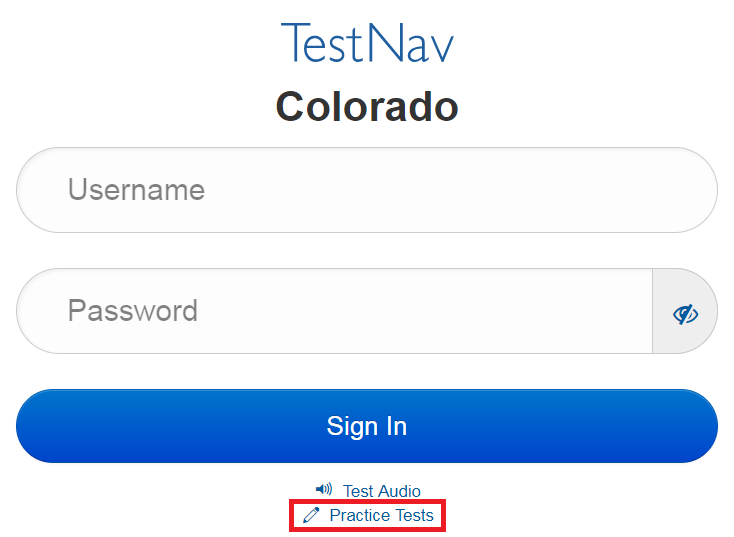 TestNav
Colorado
Username
Password
Sign In
Test Audio
Practice Tests